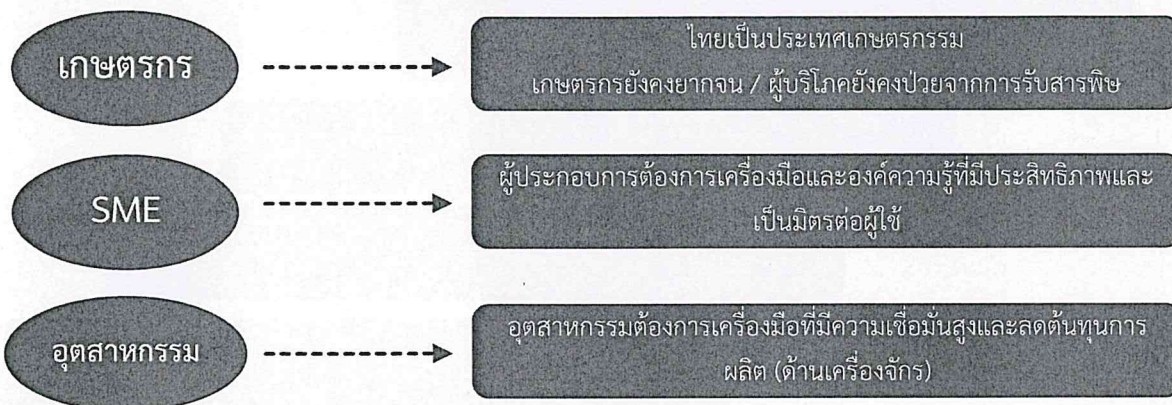 เกษตรกร
ไทยเป็นประเทศเกษตรกรรม
เกษตรกรยังคงยากจน / ผู้บริโภคยังคงป่วยจากการรับสารพิษ
SME
ผู้ประกอบการต้องการเครื่องมือและองค์ความรู้ที่มีประสิทธิภาพและ
เป็นมิตรต่อผู้ใช้
อุตสาหกรรม
อุตสาหกรรมต้องการเครื่องมือที่มีความเชื่อมั่นสูงและลดต้นทุนการ
ผลิต (ด้านเครื่องจักร)